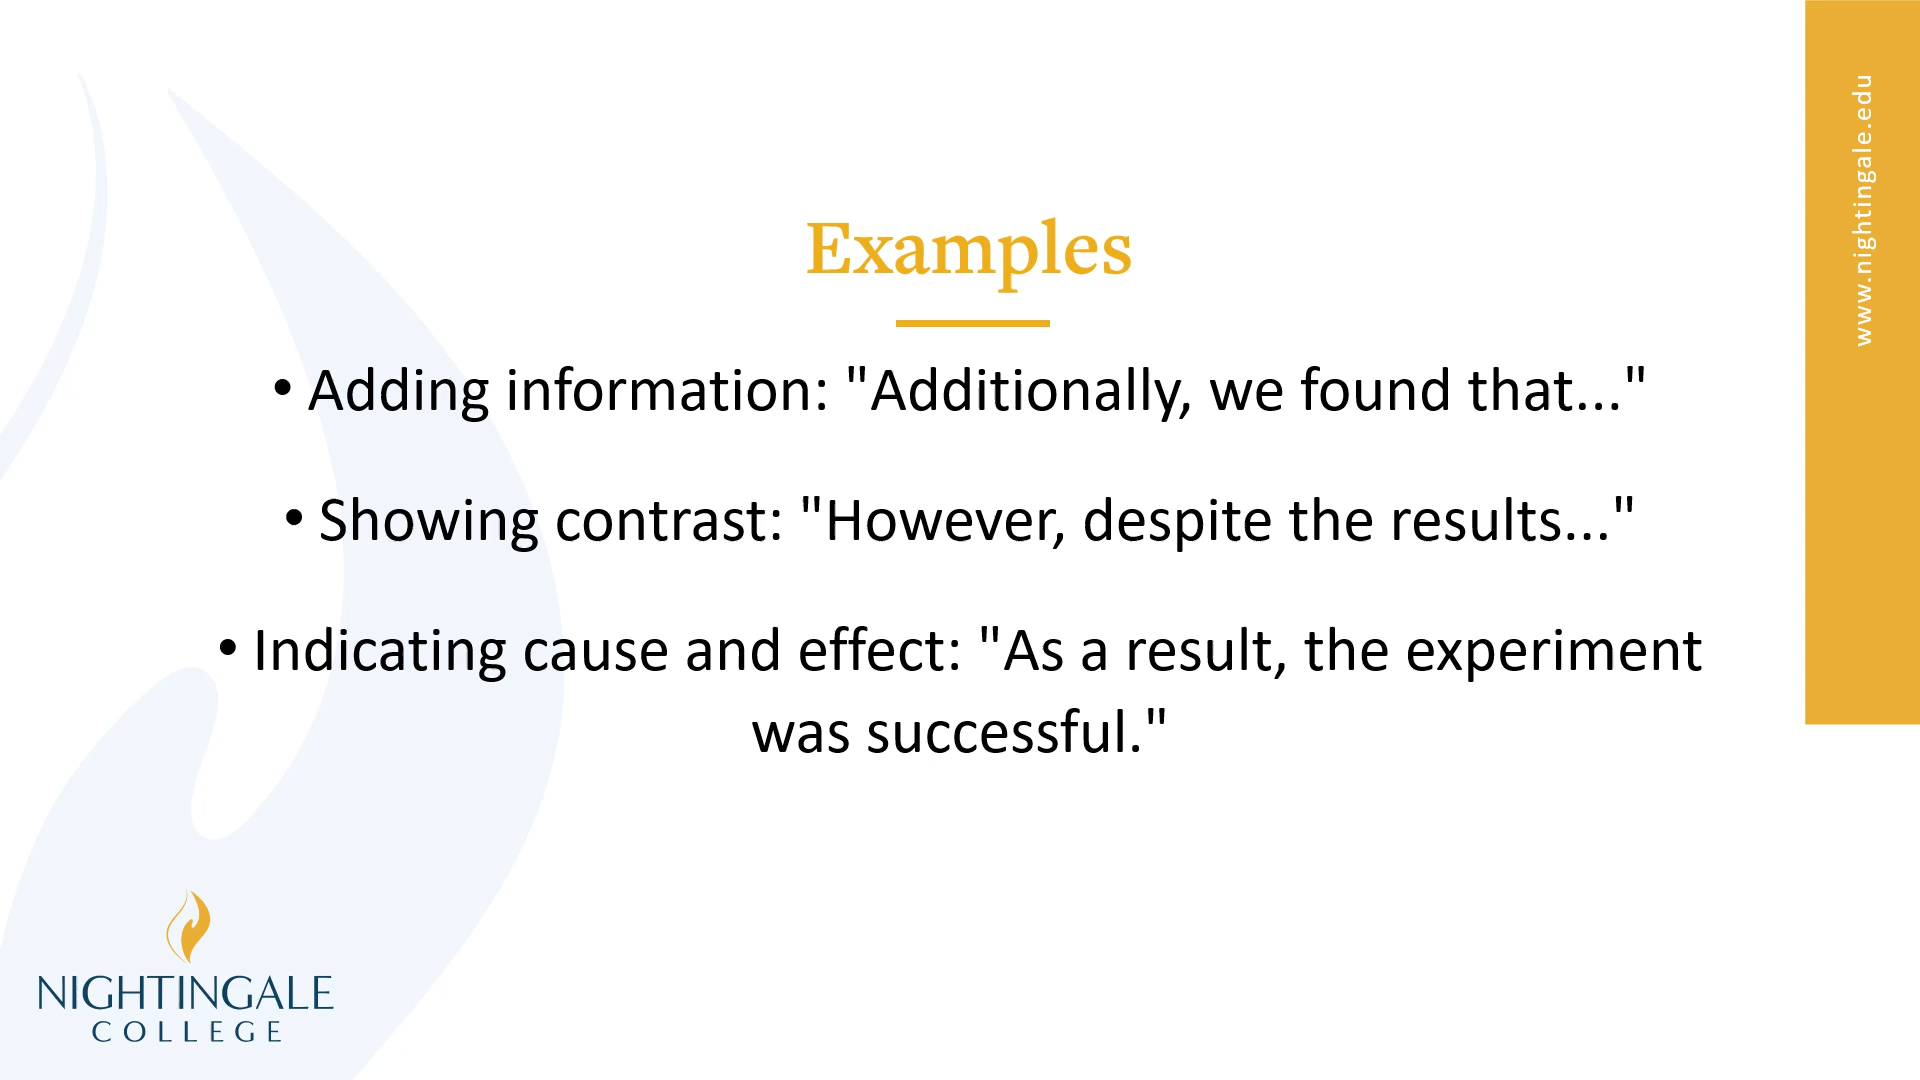 Examples
• Adding information: "Additionally, we found that..."
• Showing contrast: "However, despite the results..."
• Indicating cause and effect: "As a result, the experiment
was successful."
www.nightingale.edu
NIGHTINGALE
COLLEGE